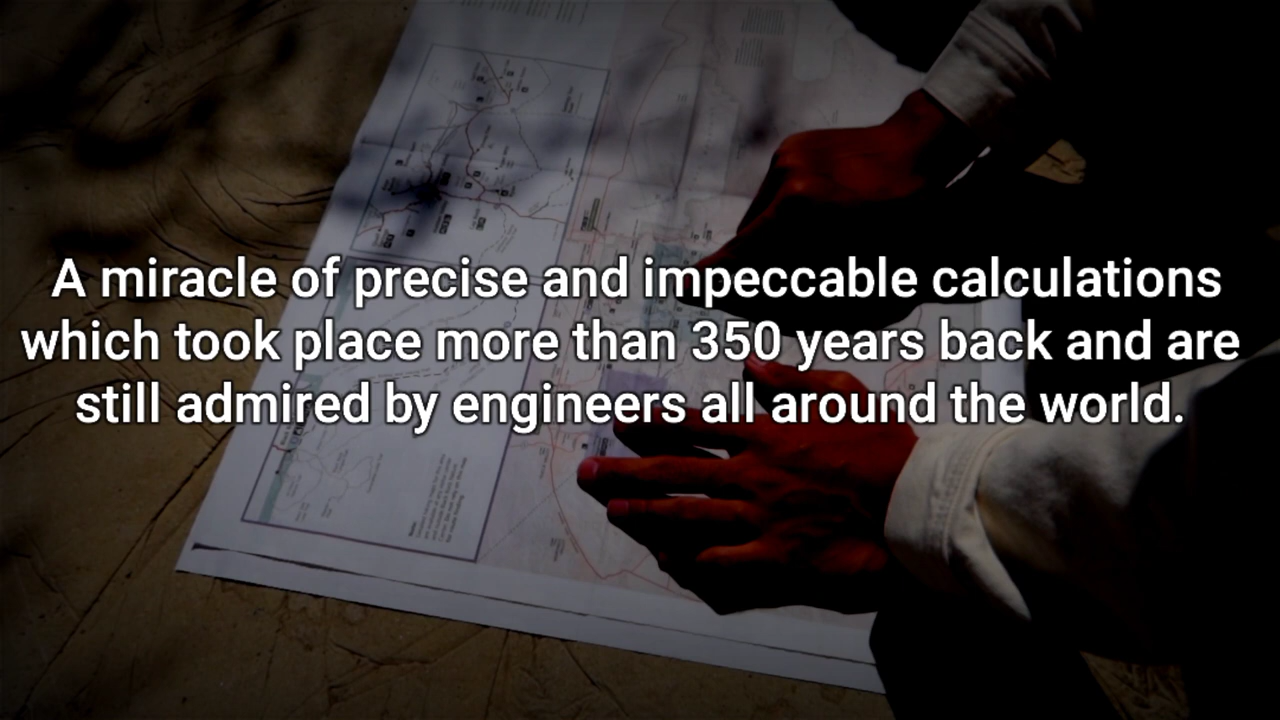 A miracle of precise and impeccable calculations
which took place more than 350 years back and are
still admired by engineers all around the world.